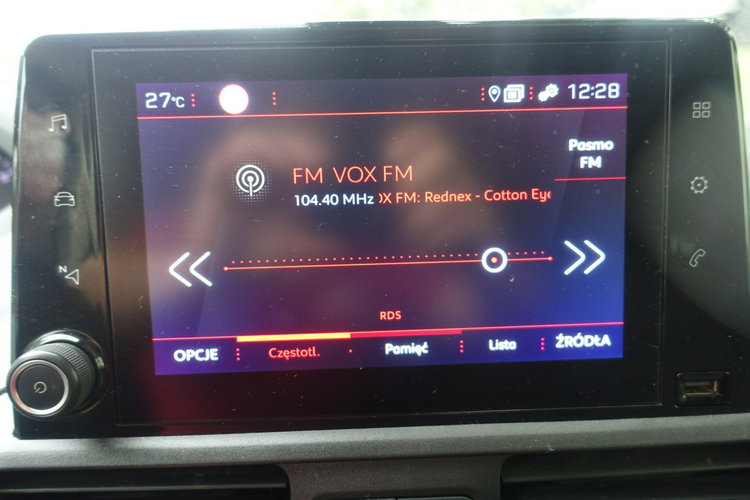 27°C
12:28
Pasmo
FM
FM VOX FM
104.40 MHz
X FM: Rednex - Cotton Eye
N
RDS
OPCJE Częstotl. Pamięć Lista ŹRÓDŁA